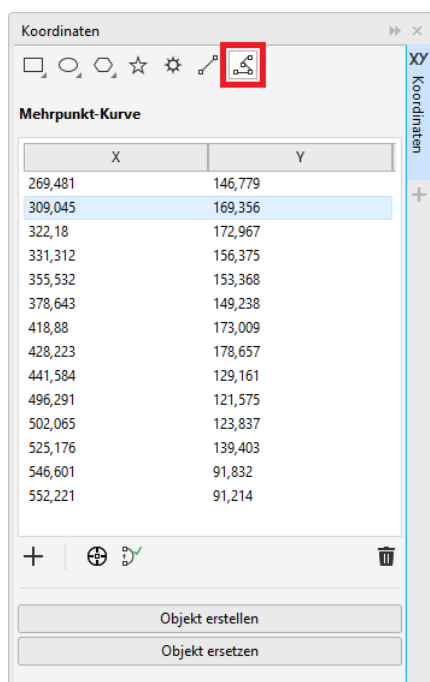 Koordinaten
XY Koordinaten
Mehrpunkt-Kurve
X Y
269,481 146,779
309,045 169,356
322,18 172,967
331,312 156,375
355,532 153,368
378,643 149,238
418,88 173,009
428,223 178,657
441,584 129,161
496,291 121,575
502,065 123,837
525,176 139,403
546,601 91,832
552,221 91,214
Objekt erstellen
Objekt ersetzen